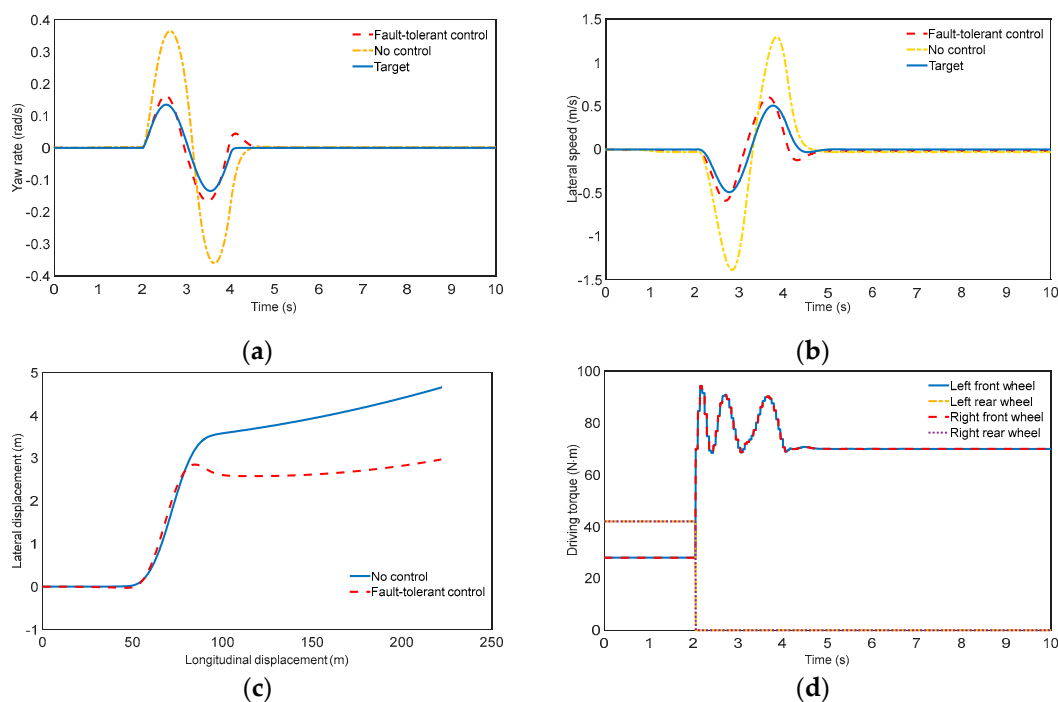 0.4
0.3
0.2
0.1
0
-0.1
-0.2
-0.3
-0.4
Yaw rate (rad/s)
Fault-tolerant control
No control
Target
0 1 2 3 4 5 6 7 8 9 10
Time (s)
(a)
1.5
1
0.5
0
-0.5
-1
-1.5
Lateral speed (m/s)
Fault-tolerant control
No control
Target
0 1 2 3 4 5 6 7 8 9 10
Time (s)
(b)
5
4
3
2
1
0
-1
Lateral displacement (m)
No control
Fault-tolerant control
0 50 100 150 200 250
Longitudinal displacement (m)
(c)
100
80
60
40
20
0
Driving torque (N·m)
Left front wheel
Left rear wheel
Right front wheel
Right rear wheel
0 1 2 3 4 5 6 7 8 9 10
Time (s)
(d)